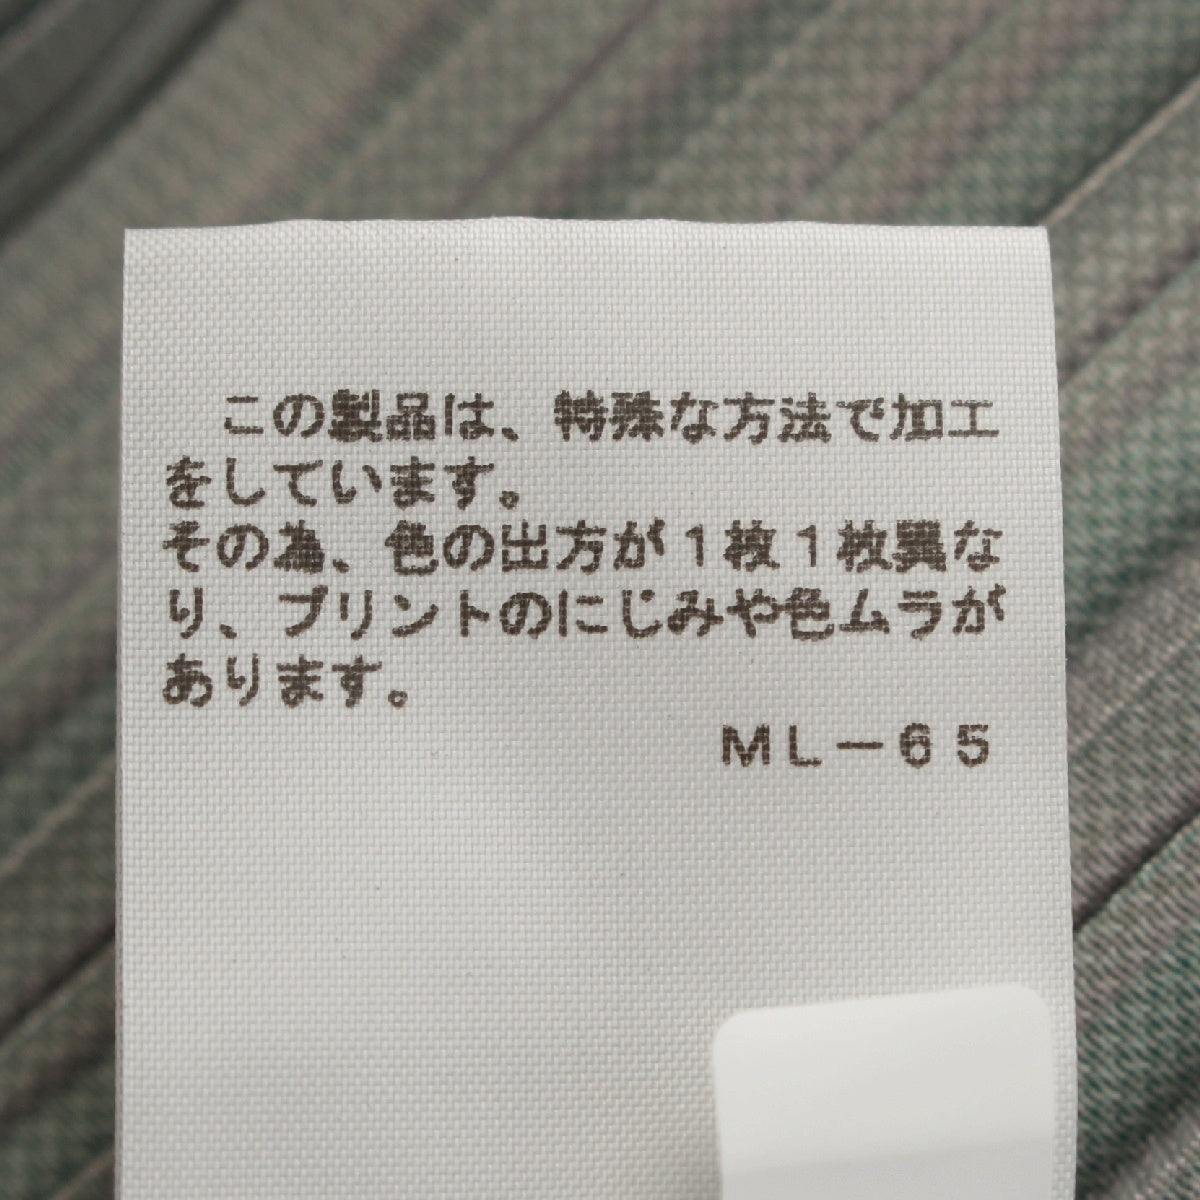 この製品は、特殊な方法で加工
をしています。
その為、色の出方が１枚１枚異な
り、プリントのにじみや色ムラが
あります。
ＭＬ－６５